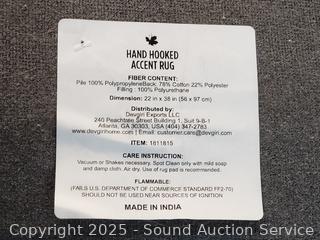 HAND HOOKED
ACCENT RUG
FIBER CONTENT:
Pile 100% PolypropyleneBack: 78% Cotton 22% Polyester
Filling : 100% Polyurethane
Dimension: 22 in x 38 in (56 x 97 cm)
Distributed by:
Devgiri Exports LLC
240 Peachtree Street Building 1, Suit 9-B-1
Atlanta, GA 30303, USA (404) 347-2783
www.devgiri.com | Email: customer.care@devgiri.com
ITEM: 1611815
CARE INSTRUCTION:
Vacuum or Shakes necessary. Spot Clean only with mild soap
and damp cloth. Air dry. Use of rug pad is recommended.
FLAMMABLE:
(FAILS U.S. DEPARTMENT OF COMMERCE STANDARD FF2-70)
SHOULD NOT BE USED NEAR SOURCES OF IGNITION
MADE IN INDIA
Copyright 2025 - Sound Auction Service